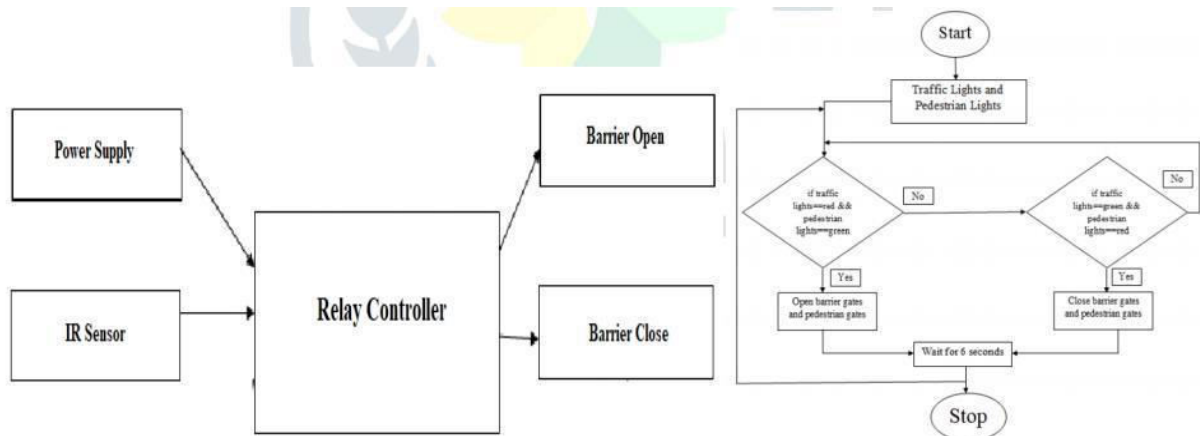 Power Supply
IR Sensor
Relay Controller
Barrier Open
Barrier Close
Start
Traffic Lights and
Pedestrian Lights
if traffic
lights==red &&
pedestrian
lights==green
No
if traffic
lights==green &&
pedestrian
lights==red
No
Yes
Yes
Open barrier gates
and pedestrian gates
Close barrier gates
and pedestrian gates
Wait for 6 seconds
Stop